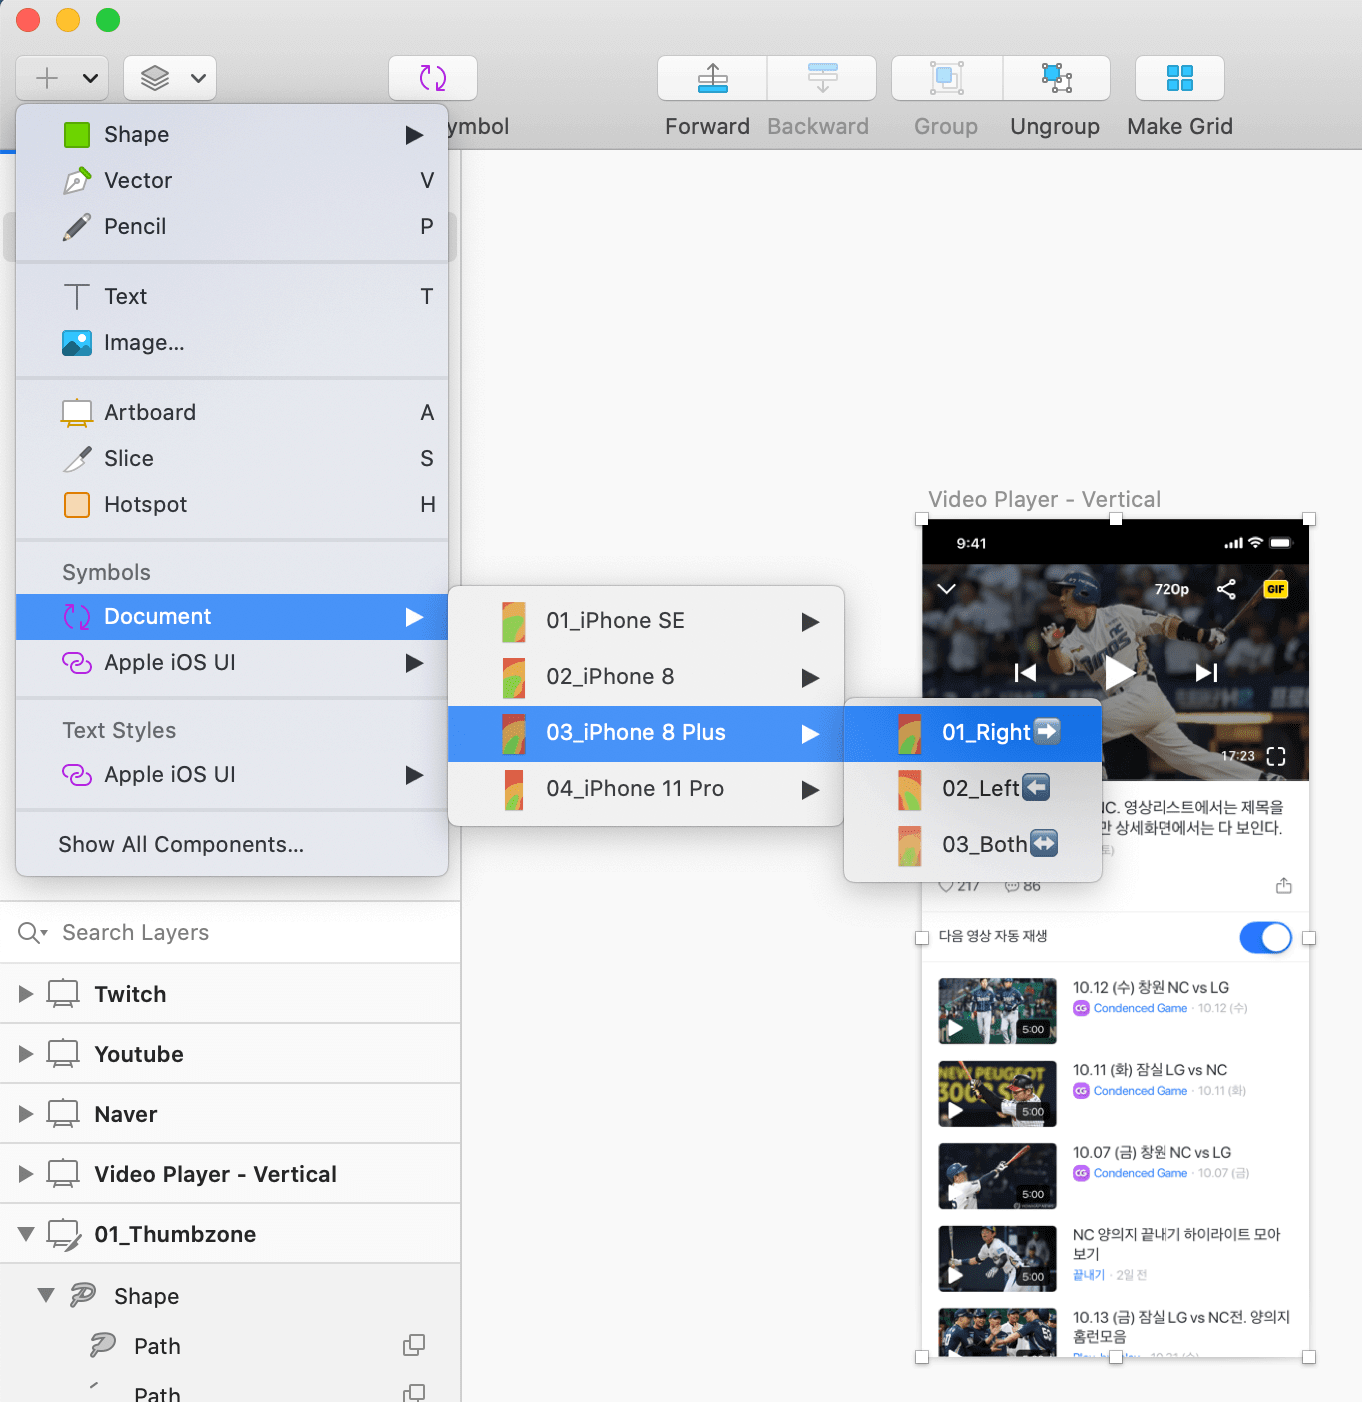 ymbol
Forward
Backward
Group
Ungroup
Make Grid
Shape
Vector V
Pencil P
Text T
Image...
Artboard A
Slice S
Hotspot H
Symbols
Document
Apple iOS UI
Text Styles
Apple iOS UI
Show All Components...
01_iPhone SE
02_iPhone 8
03_iPhone 8 Plus
04_iPhone 11 Pro
01_Right➡️
02_Left⬅️
03_Both↔️
Search Layers
Twitch
Youtube
Naver
Video Player - Vertical
01_Thumbzone
Shape
Path
Path
Video Player - Vertical
9:41
720p
GIF
17:23
NC. 영상리스트에서는 제목을
만 상세화면에서는 다 보인다.
토)
217 86
다음 영상 자동 재생
5:00
10.12 (수) 창원 NC vs LG
CG Condenced Game · 10.12 (수)
NEW PEUGEOT
5:00
10.11 (화) 잠실 LG vs NC
CG Condenced Game · 10.11 (화)
5:00
10.07 (금) 창원 NC vs LG
CG Condenced Game · 10.07 (금)
5:00
NC 양의지 끝내기 하이라이트 모아
보기
끝내기 · 2일 전
10.13 (금) 잠실 LG vs NC전. 양의지
홈런모음